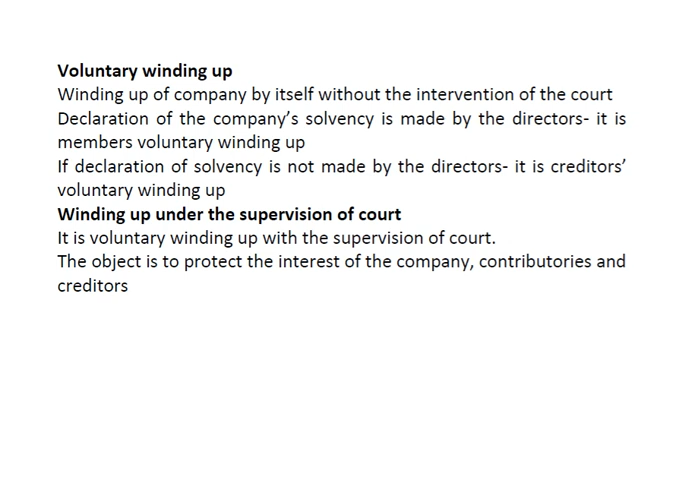 Voluntary winding up
Winding up of company by itself without the intervention of the court
Declaration of the company’s solvency is made by the directors- it is
members voluntary winding up
If declaration of solvency is not made by the directors- it is creditors’
voluntary winding up
Winding up under the supervision of court
It is voluntary winding up with the supervision of court.
The object is to protect the interest of the company, contributories and
creditors